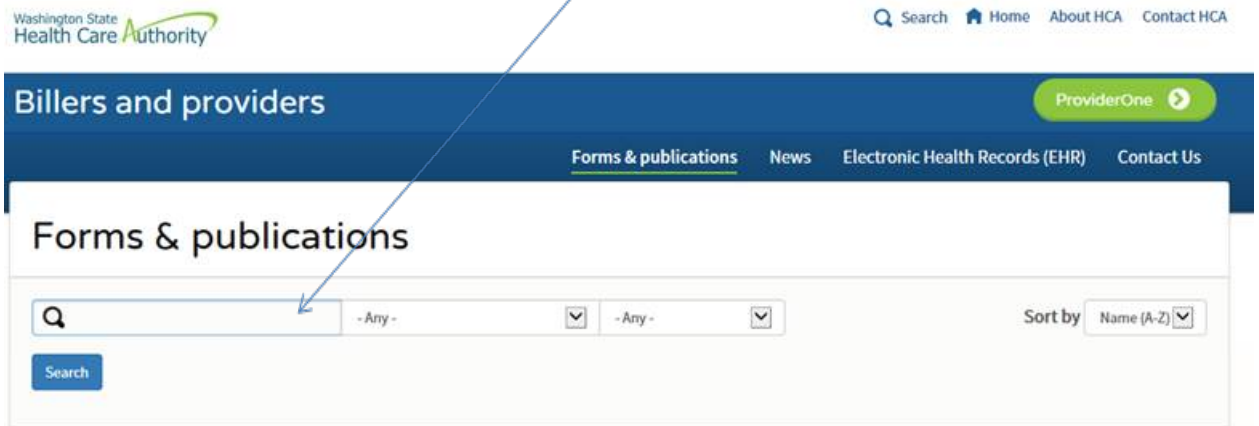 Washington State
Health Care Authority
Search Home About HCA Contact HCA
Billers and providers
ProviderOne
Forms & publications News Electronic Health Records (EHR) Contact Us
Forms & publications
- Any - - Any - Sort by Name (A-Z)
Search